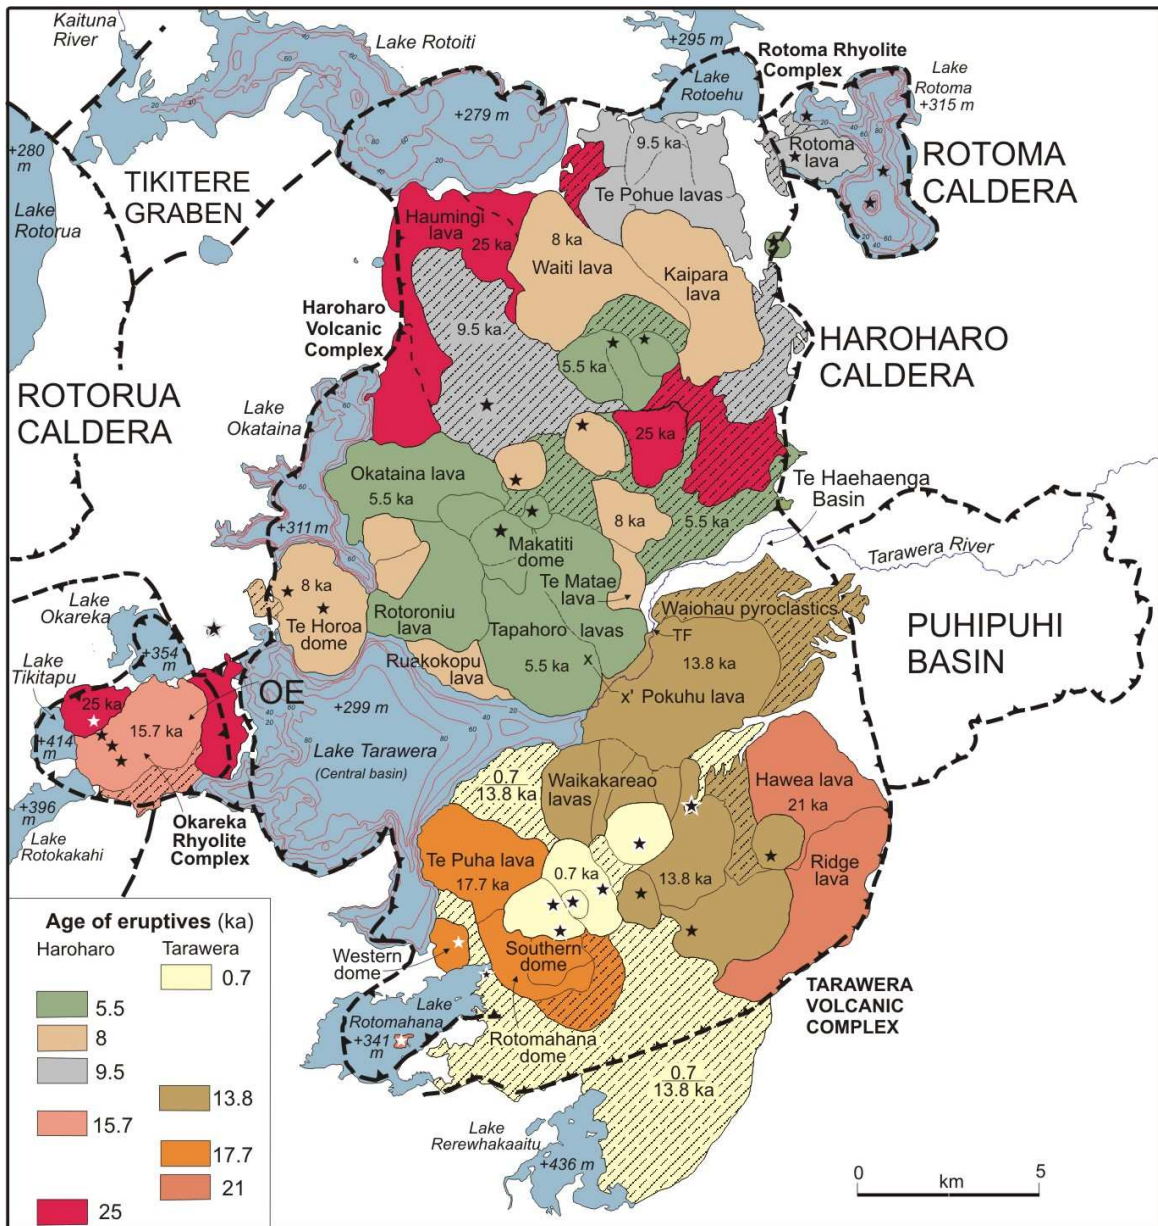 Kaituna
River
Lake Rotoiti
+295 m
Rotoma Rhyolite
Complex
Lake
Rotoehu
Lake
Rotoma
+315 m
+279 m
+280
m
9.5 ka
Rotoma
lava
ROTOMA
CALDERA
TIKITERE
GRABEN
Te Pohue lavas
Lake
Rotorua
Haumingi
lava
25 ka
8 ka
Waiti lava
Kaipara
lava
Haroharo
Volcanic
Complex
9.5 ka
HAROHARO
CALDERA
5.5 ka
ROTORUA
CALDERA
Lake
Okataina
25 ka
Okataina lava
5.5 ka
Te Haehaenga
Basin
8 ka
5.5 ka
+311 m
Makatiti
dome
Tarawera River
8 ka
Te Horoa
dome
Te Matae
lava
Waiohau pyroclastics
Lake
Okareka
Rotoroniu
lava
Tapahoro lavas
TF
PUHIPUHI
BASIN
+354
m
Lake
Tikitapu
Ruakokopu
lava
5.5 ka
x
13.8 ka
x' Pokuhu lava
25 ka
OE
+299 m
15.7 ka
+414
m
Lake Tarawera
(Central basin)
0.7
13.8 ka
Waikakareao
lavas
Hawea lava
21 ka
+396
m
Lake
Rotokakahi
Okareka
Rhyolite
Complex
Te Puha lava
17.7 ka
0.7 ka
13.8 ka
Ridge
lava
Age of eruptives (ka)
Haroharo
Tarawera
0.7
5.5
8
9.5
13.8
15.7
17.7
21
25
Western
dome
Southern
dome
TARAWERA
VOLCANIC
COMPLEX
Lake
Rotomahana
+341
m
Rotomahana
dome
0.7
13.8 ka
Lake
Rerewhakaaitu
+436 m
0
5
km